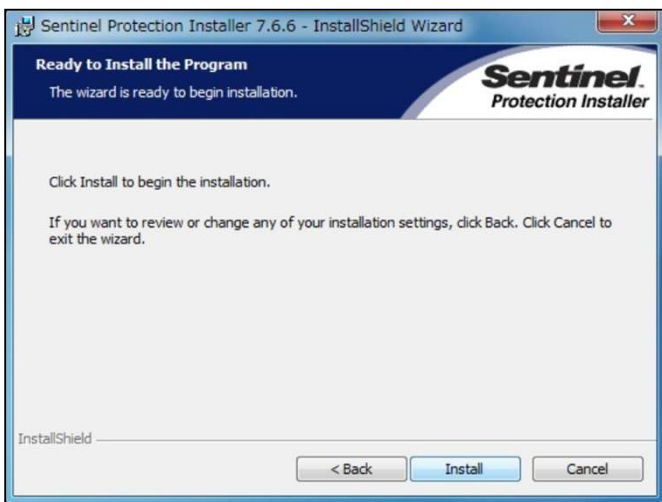 Sentinel Protection Installer 7.6.6 - InstallShield Wizard
Ready to Install the Program
The wizard is ready to begin installation.
Sentinel.
Protection Installer
Click Install to begin the installation.
If you want to review or change any of your installation settings, click Back. Click Cancel to
exit the wizard.
InstallShield
< Back
Install
Cancel